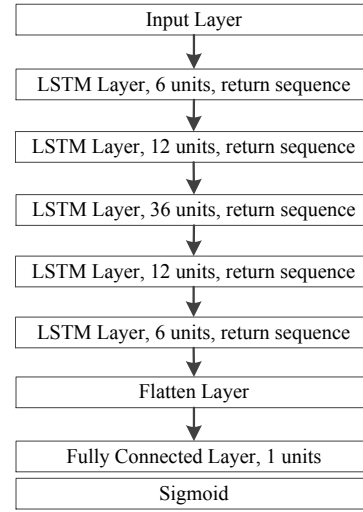 Input Layer
LSTM Layer, 6 units, return sequence
LSTM Layer, 12 units, return sequence
LSTM Layer, 36 units, return sequence
LSTM Layer, 12 units, return sequence
LSTM Layer, 6 units, return sequence
Flatten Layer
Fully Connected Layer, 1 units
Sigmoid